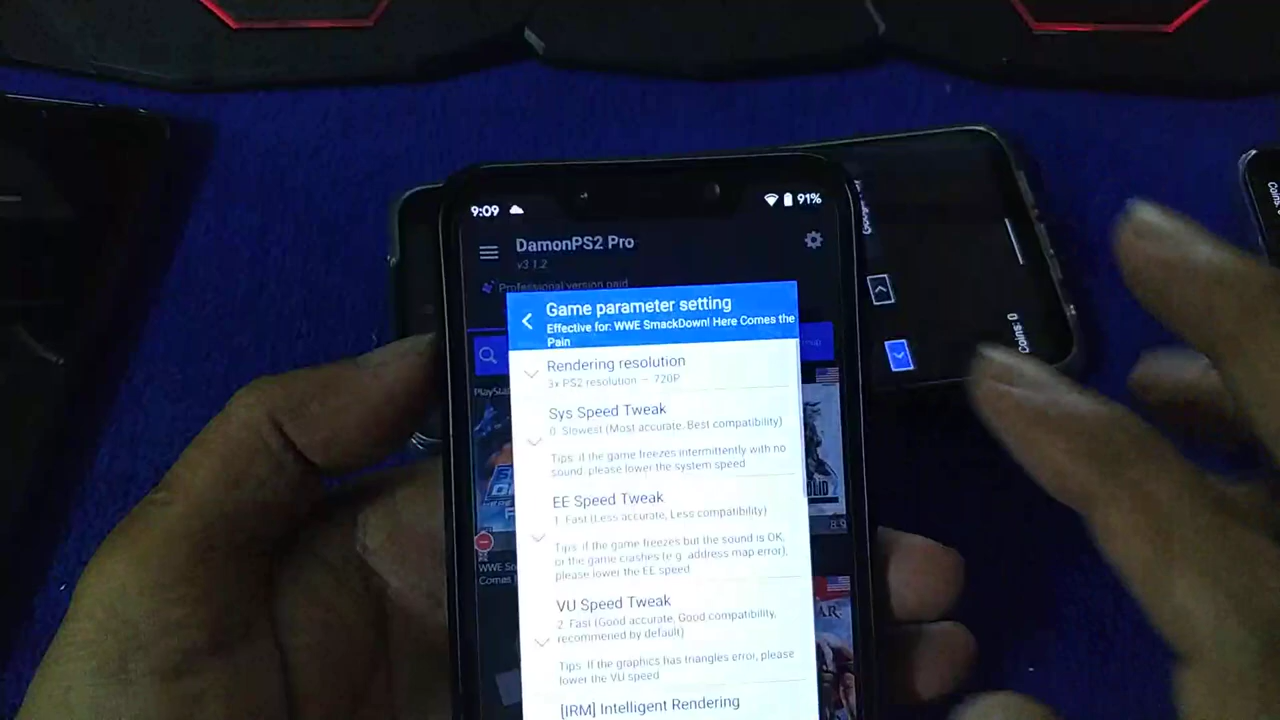 9:09
91%
DamonPS2 Pro
v3.1.2
Professional version paid
Game parameter setting
Effective for: WWE SmackDown! Here Comes the
Pain
Rendering resolution
3x PS2 resolution – 720P
Sys Speed Tweak
0: Slowest (Most accurate, Best compatibility)
Tips: if the game freezes intermittently with no
sound, please lower the system speed
EE Speed Tweak
1: Fast (Less accurate, Less compatibility)
Tips: if the game freezes but the sound is OK,
or the game crashes (e.g. address map error),
please lower the EE speed
VU Speed Tweak
2: Fast (Good accurate, Good compatibility,
recommened by default)
Tips: If the graphics has triangles error, please
lower the VU speed
[IRM] Intelligent Rendering
WWE Sm
Comes
Coins: 0
Coins: